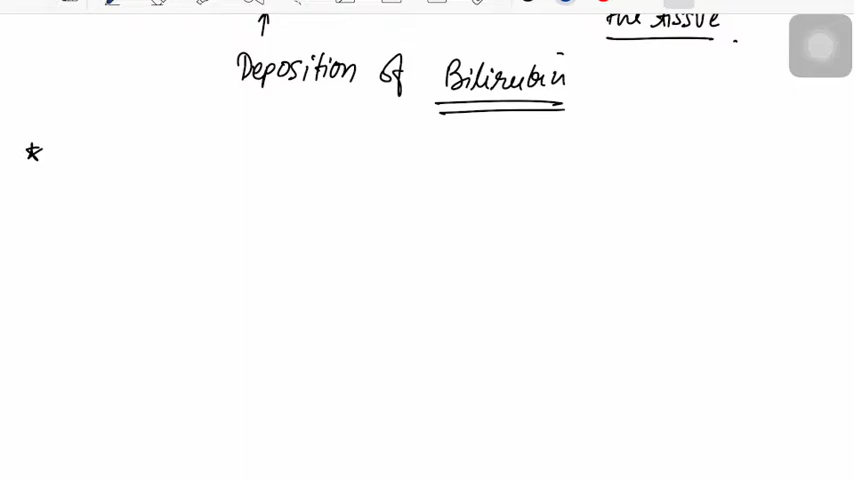 the tissue.
↑
Deposition of Bilirubin
*